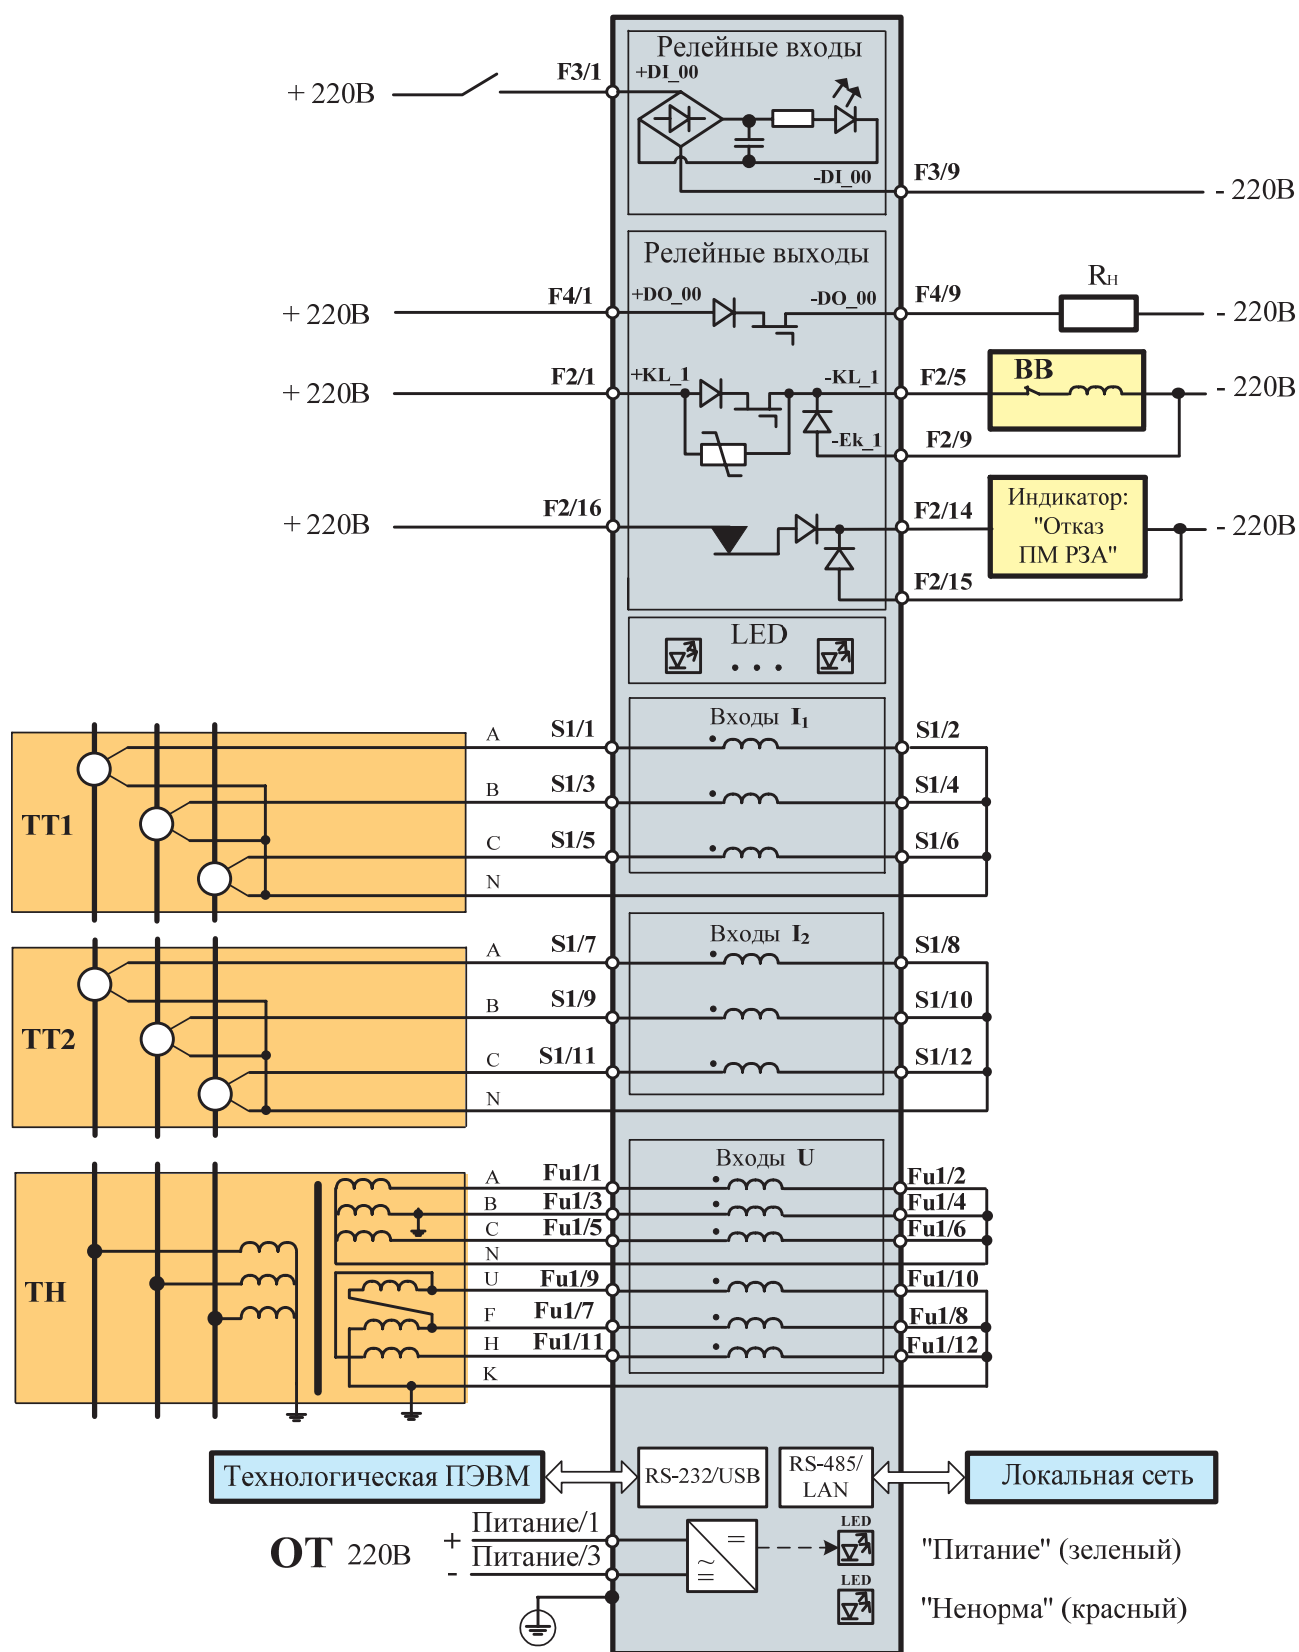 Релейные входы
+ 220В
F3/1
+DI_00
-DI_00
F3/9
- 220В
Релейные выходы
+ 220В
F4/1
+DO_00
-DO_00
F4/9
Rн
- 220В
+ 220В
F2/1
+KL_1
-KL_1
F2/5
ВВ
- 220В
-Ek_1
F2/9
+ 220В
F2/16
F2/14
Индикатор:
"Отказ
ПМ РЗА"
- 220В
F2/15
LED
. . .
Входы I₁
ТТ1
A
S1/1
S1/2
B
S1/3
S1/4
C
S1/5
S1/6
N
Входы I₂
ТТ2
A
S1/7
S1/8
B
S1/9
S1/10
C
S1/11
S1/12
N
Входы U
ТН
A
Fu1/1
Fu1/2
B
Fu1/3
Fu1/4
C
Fu1/5
Fu1/6
N
U
Fu1/9
Fu1/10
F
Fu1/7
Fu1/8
H
Fu1/11
Fu1/12
K
Технологическая ПЭВМ
RS-232/USB
RS-485/
LAN
Локальная сеть
ОТ 220В
+
Питание/1
-
Питание/3
=
~
=
LED
"Питание" (зеленый)
LED
"Ненорма" (красный)